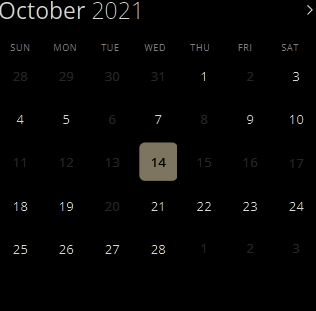 October 2021 >
SUN MON TUE WED THU FRI SAT
28 29 30 31 1 2 3
4 5 6 7 8 9 10
11 12 13 14 15 16 17
18 19 20 21 22 23 24
25 26 27 28 1 2 3